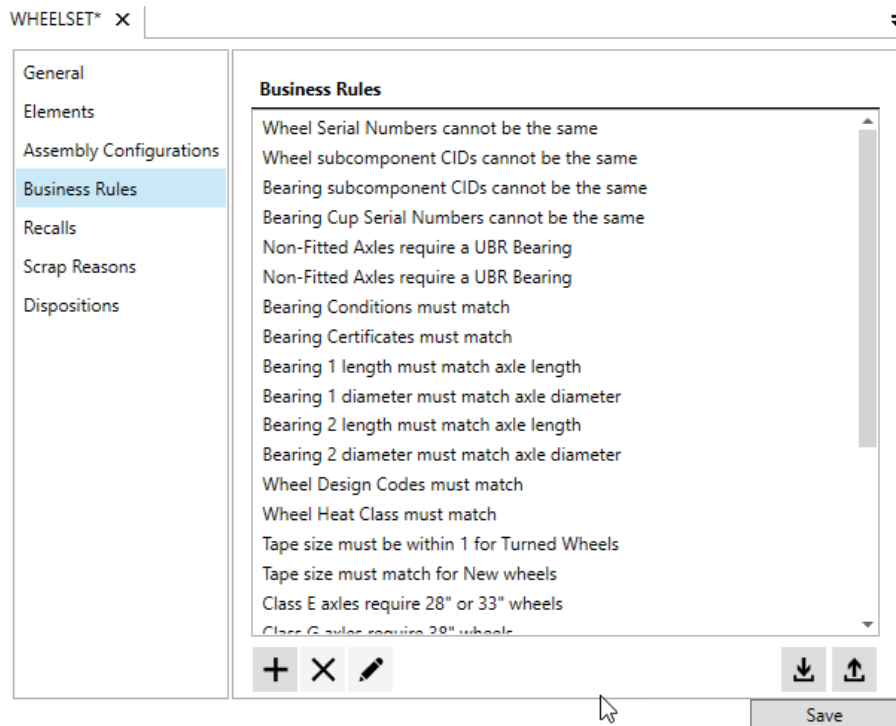 WHEELSET*
General
Elements
Assembly Configurations
Business Rules
Recalls
Scrap Reasons
Dispositions
Business Rules
Wheel Serial Numbers cannot be the same
Wheel subcomponent CIDs cannot be the same
Bearing subcomponent CIDs cannot be the same
Bearing Cup Serial Numbers cannot be the same
Non-Fitted Axles require a UBR Bearing
Non-Fitted Axles require a UBR Bearing
Bearing Conditions must match
Bearing Certificates must match
Bearing 1 length must match axle length
Bearing 1 diameter must match axle diameter
Bearing 2 length must match axle length
Bearing 2 diameter must match axle diameter
Wheel Design Codes must match
Wheel Heat Class must match
Tape size must be within 1 for Turned Wheels
Tape size must match for New wheels
Class E axles require 28" or 33" wheels
Class G axles require 38" wheels
Save